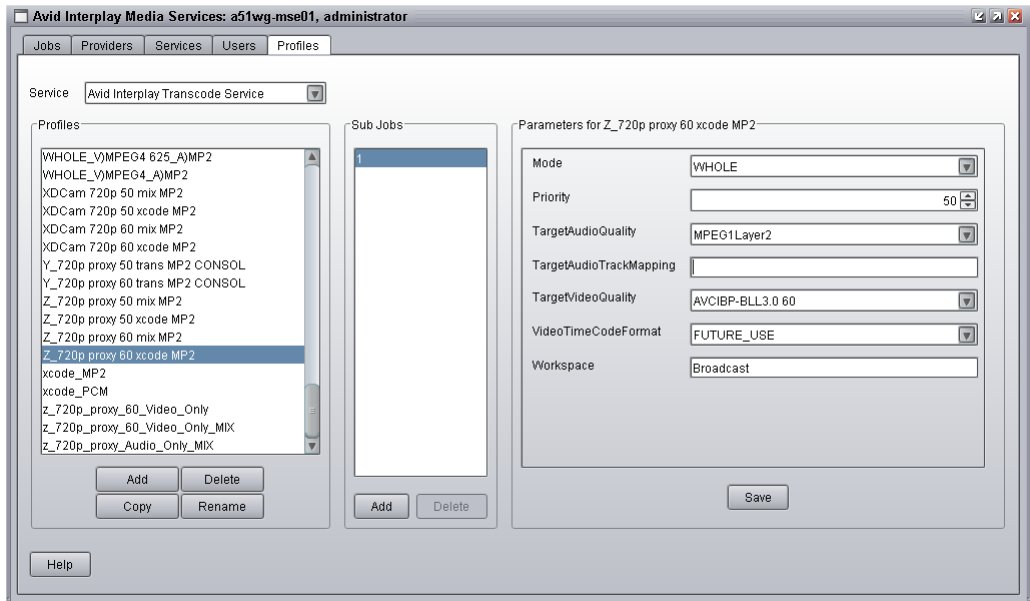 Avid Interplay Media Services: a51wg-mse01, administrator
Jobs
Providers
Services
Users
Profiles
Service
Avid Interplay Transcode Service
Profiles
WHOLE_V)MPEG4 625_A)MP2
WHOLE_V)MPEG4_A)MP2
XDCam 720p 50 mix MP2
XDCam 720p 50 xcode MP2
XDCam 720p 60 mix MP2
XDCam 720p 60 xcode MP2
Y_720p proxy 50 trans MP2 CONSOL
Y_720p proxy 60 trans MP2 CONSOL
Z_720p proxy 50 mix MP2
Z_720p proxy 50 xcode MP2
Z_720p proxy 60 mix MP2
Z_720p proxy 60 xcode MP2
xcode_MP2
xcode_PCM
z_720p_proxy_60_Video_Only
z_720p_proxy_60_Video_Only_MIX
z_720p_proxy_Audio_Only_MIX
Add
Delete
Copy
Rename
Sub Jobs
1
Add
Delete
Parameters for Z_720p proxy 60 xcode MP2
Mode
WHOLE
Priority
50
TargetAudioQuality
MPEG1Layer2
TargetAudioTrackMapping
TargetVideoQuality
AVCIBP-BLL3.0 60
VideoTimeCodeFormat
FUTURE_USE
Workspace
Broadcast
Save
Help